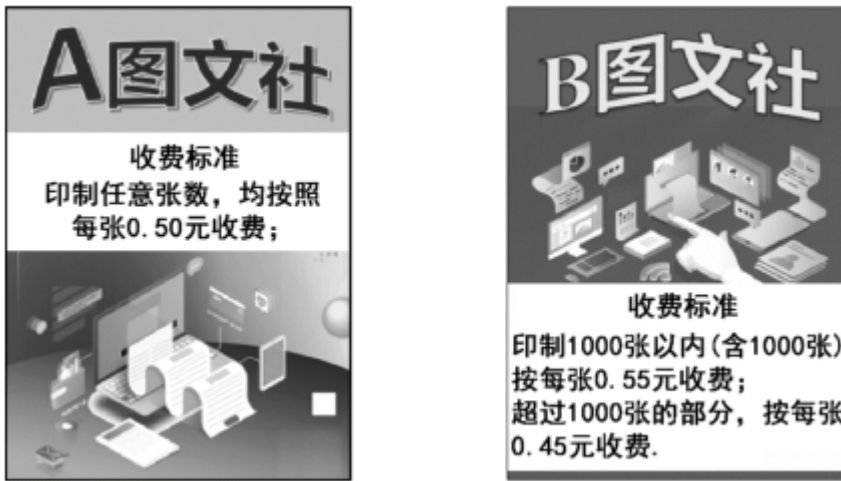 A图文社
收费标准
印制任意张数，均按照
每张0.50元收费；
B图文社
收费标准
印制1000张以内(含1000张)
按每张0.55元收费；
超过1000张的部分，按每张
0.45元收费.